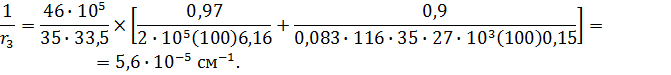 1/r₃ = 46 · 10⁵/35 · 33,5 × [0,97/2 · 10⁵(100)6,16 + 0,9/0,083 · 116 · 35 · 27 · 10³(100)0,15] =
= 5,6 · 10⁻⁵ см⁻¹.